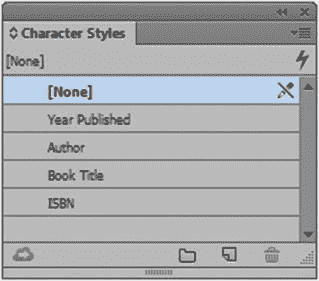 Character Styles
[None]
[None]
Year Published
Author
Book Title
ISBN